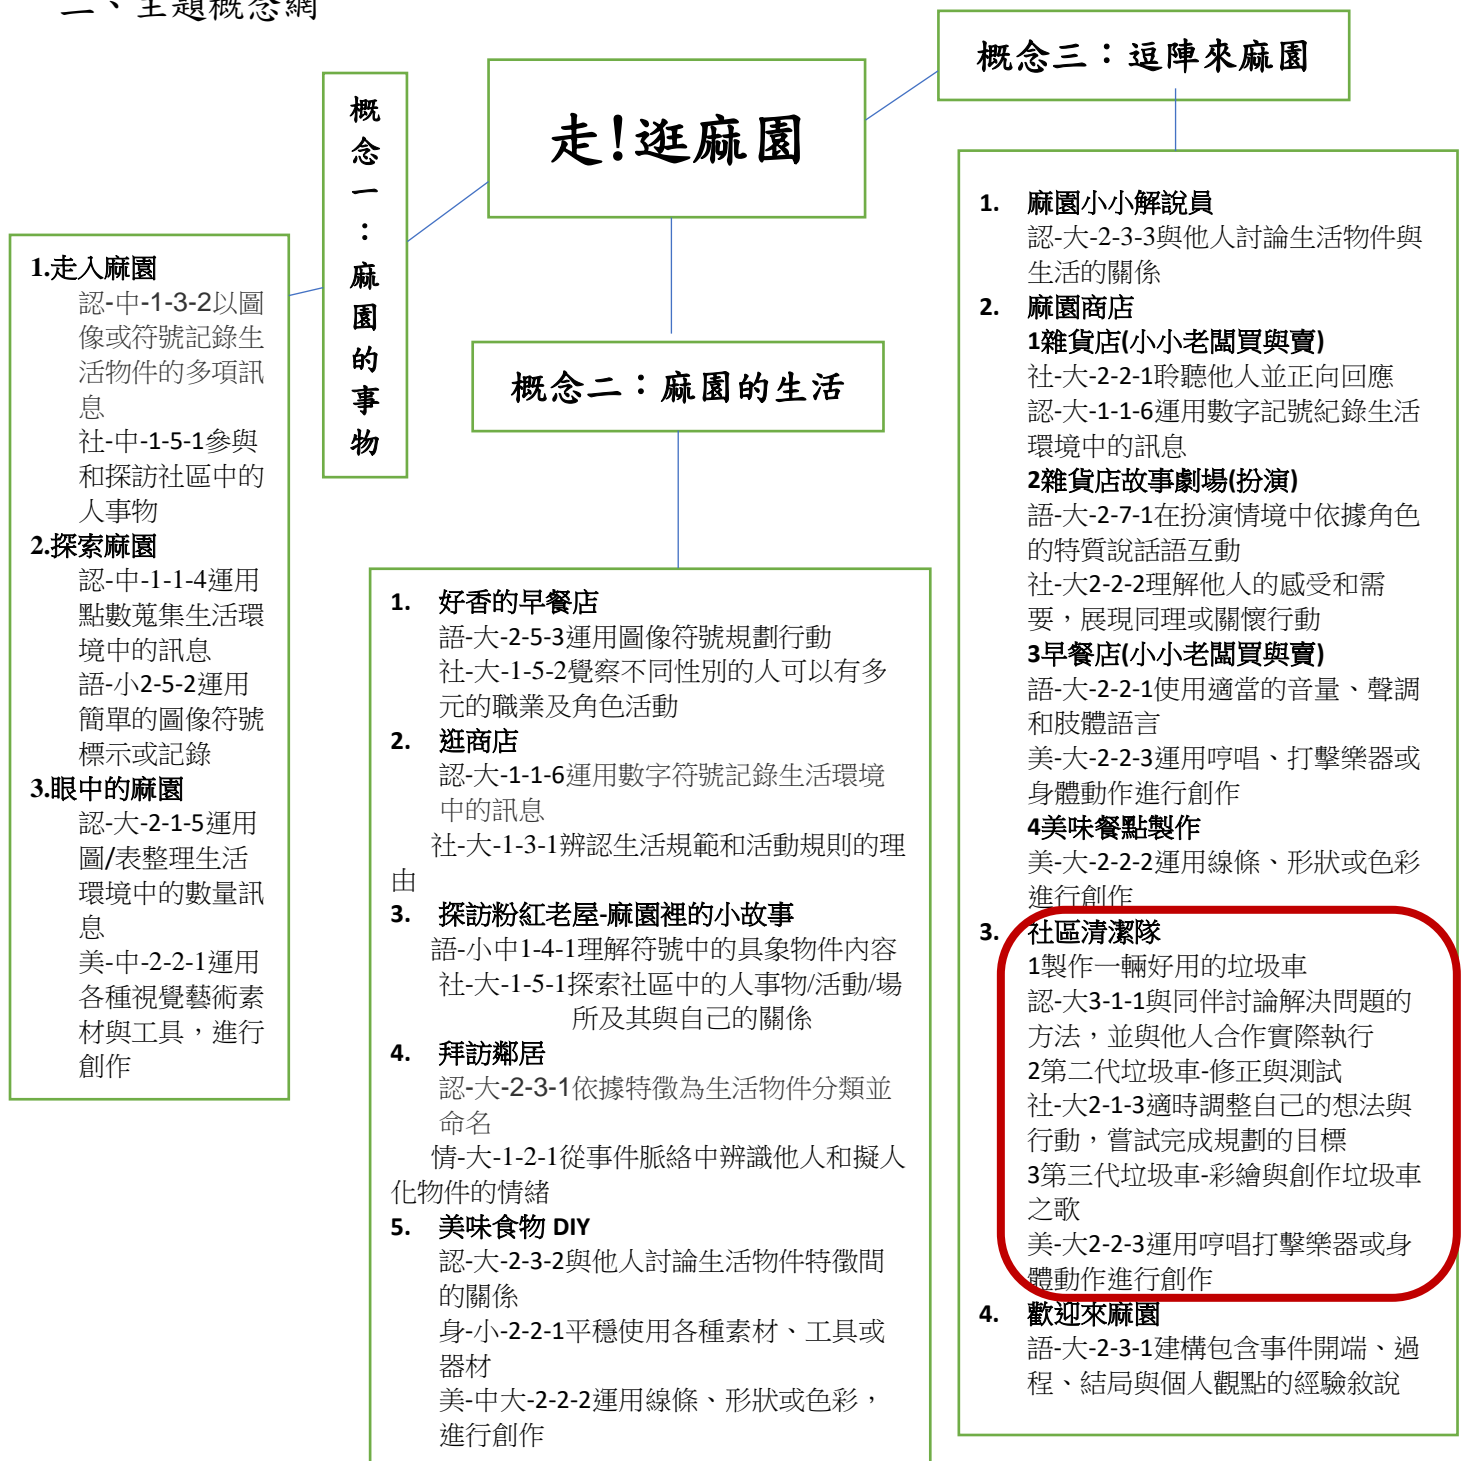 二、主題概念網
走!逛麻園
概念一：麻園的事物
1.走入麻園
認-中-1-3-2以圖
像或符號記錄生
活物件的多項訊
息
社-中-1-5-1參與
和探訪社區中的
人事物
2.探索麻園
認-中-1-1-4運用
點數蒐集生活環
境中的訊息
語-小2-5-2運用
簡單的圖像符號
標示或記錄
3.眼中的麻園
認-大-2-1-5運用
圖/表整理生活
環境中的數量訊
息
美-中-2-2-1運用
各種視覺藝術素
材與工具，進行
創作
概念二：麻園的生活
1. 好香的早餐店
語-大-2-5-3運用圖像符號規劃行動
社-大-1-5-2覺察不同性別的人可以有多
元的職業及角色活動
2. 逛商店
認-大-1-1-6運用數字符號記錄生活環境
中的訊息
社-大-1-3-1辨認生活規範和活動規則的理
由
3. 探訪粉紅老屋-麻園裡的小故事
語-小中1-4-1理解符號中的具象物件內容
社-大-1-5-1探索社區中的人事物/活動/場
所及其與自己的關係
4. 拜訪鄰居
認-大-2-3-1依據特徵為生活物件分類並
命名
情-大-1-2-1從事件脈絡中辨識他人和擬人
化物件的情緒
5. 美味食物 DIY
認-大-2-3-2與他人討論生活物件特徵間
的關係
身-小-2-2-1平穩使用各種素材、工具或
器材
美-中大-2-2-2運用線條、形狀或色彩，
進行創作
概念三：逗陣來麻園
1. 麻園小小解說員
認-大-2-3-3與他人討論生活物件與
生活的關係
2. 麻園商店
1雜貨店(小小老闆買與賣)
社-大-2-2-1聆聽他人並正向回應
認-大-1-1-6運用數字記號紀錄生活
環境中的訊息
2雜貨店故事劇場(扮演)
語-大-2-7-1在扮演情境中依據角色
的特質說話語互動
社-大2-2-2理解他人的感受和需
要，展現同理或關懷行動
3早餐店(小小老闆買與賣)
語-大-2-2-1使用適當的音量、聲調
和肢體語言
美-大-2-2-3運用哼唱、打擊樂器或
身體動作進行創作
4美味餐點製作
美-大-2-2-2運用線條、形狀或色彩
進行創作
3. 社區清潔隊
1製作一輛好用的垃圾車
認-大3-1-1與同伴討論解決問題的
方法，並與他人合作實際執行
2第二代垃圾車-修正與測試
社-大2-1-3適時調整自己的想法與
行動，嘗試完成規劃的目標
3第三代垃圾車-彩繪與創作垃圾車
之歌
美-大2-2-3運用哼唱打擊樂器或身
體動作進行創作
4. 歡迎來麻園
語-大-2-3-1建構包含事件開端、過
程、結局與個人觀點的經驗敘說